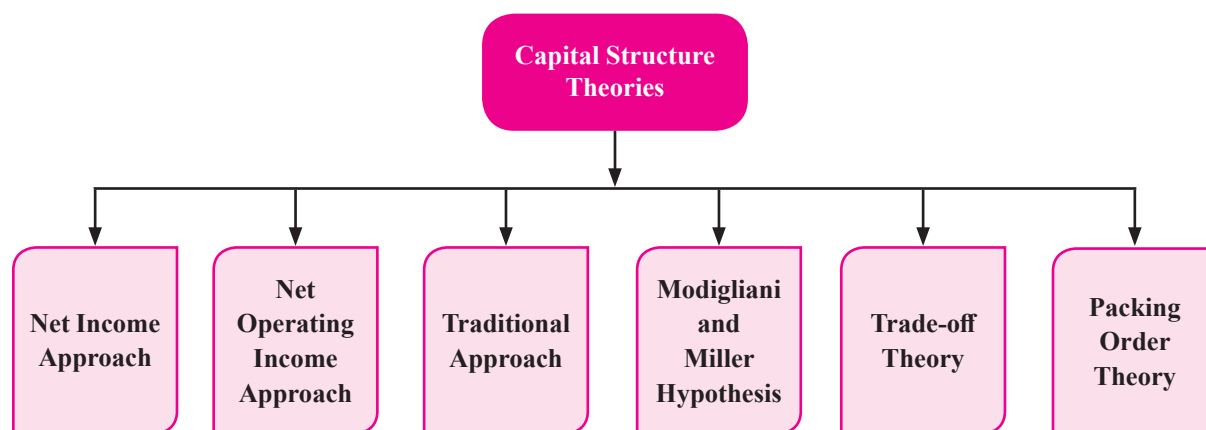 Capital Structure
Theories
Net Income
Approach
Net
Operating
Income
Approach
Traditional
Approach
Modigliani
and
Miller
Hypothesis
Trade-off
Theory
Packing
Order
Theory